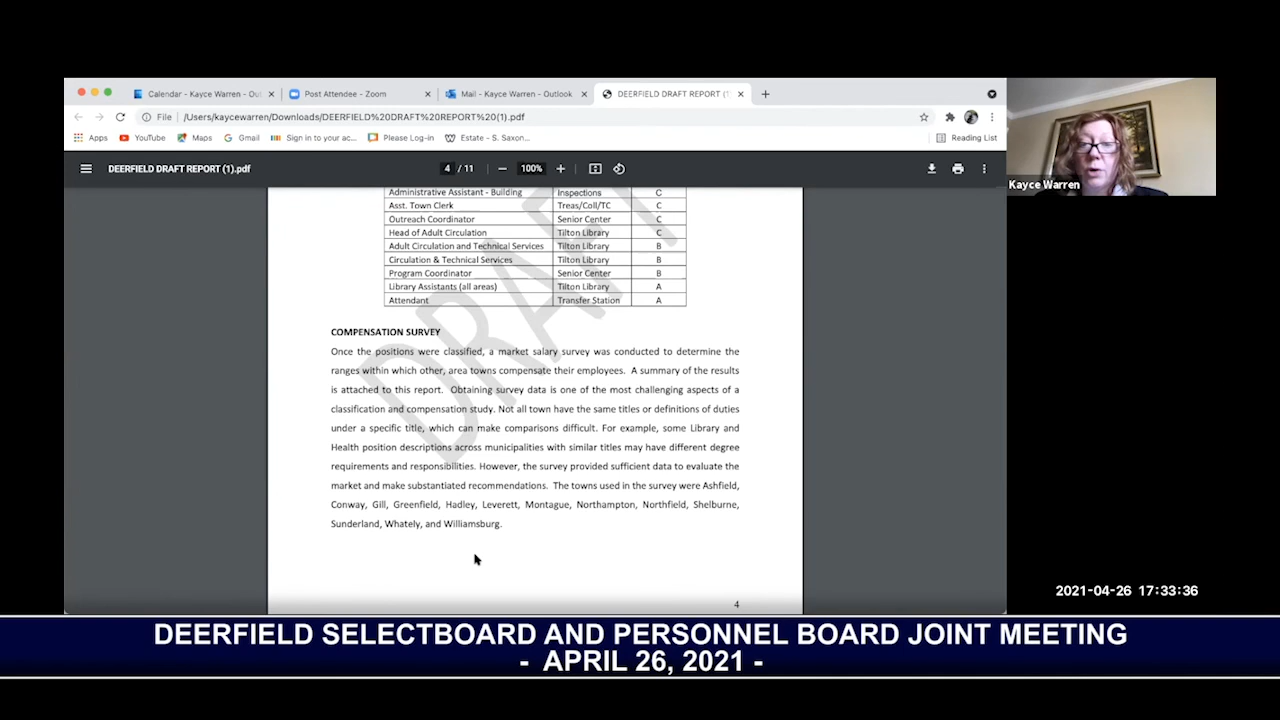 Calendar - Kayce Warren - Out
Post Attendee - Zoom
Mail - Kayce Warren - Outlook
DEERFIELD DRAFT REPORT (1
File
/Users/kaycewarren/Downloads/DEERFIELD%20DRAFT%20REPORT%20(1).pdf
Apps
YouTube
Maps
Gmail
Sign in to your ac...
Please Log-in
Estate - S. Saxon...
Reading List
DEERFIELD DRAFT REPORT (1).pdf
4 / 11
100%
Kayce Warren
Administrative Assistant - Building Inspections C
Asst. Town Clerk Treas/Coll/TC C
Outreach Coordinator Senior Center C
Head of Adult Circulation Tilton Library C
Adult Circulation and Technical Services Tilton Library B
Circulation & Technical Services Tilton Library B
Program Coordinator Senior Center B
Library Assistants (all areas) Tilton Library A
Attendant Transfer Station A
DRAFT
COMPENSATION SURVEY
Once the positions were classified, a market salary survey was conducted to determine the
ranges within which other, area towns compensate their employees. A summary of the results
is attached to this report. Obtaining survey data is one of the most challenging aspects of a
classification and compensation study. Not all town have the same titles or definitions of duties
under a specific title, which can make comparisons difficult. For example, some Library and
Health position descriptions across municipalities with similar titles may have different degree
requirements and responsibilities. However, the survey provided sufficient data to evaluate the
market and make substantiated recommendations. The towns used in the survey were Ashfield,
Conway, Gill, Greenfield, Hadley, Leverett, Montague, Northampton, Northfield, Shelburne,
Sunderland, Whately, and Williamsburg.
4
2021-04-26 17:33:36
DEERFIELD SELECTBOARD AND PERSONNEL BOARD JOINT MEETING
- APRIL 26, 2021 -